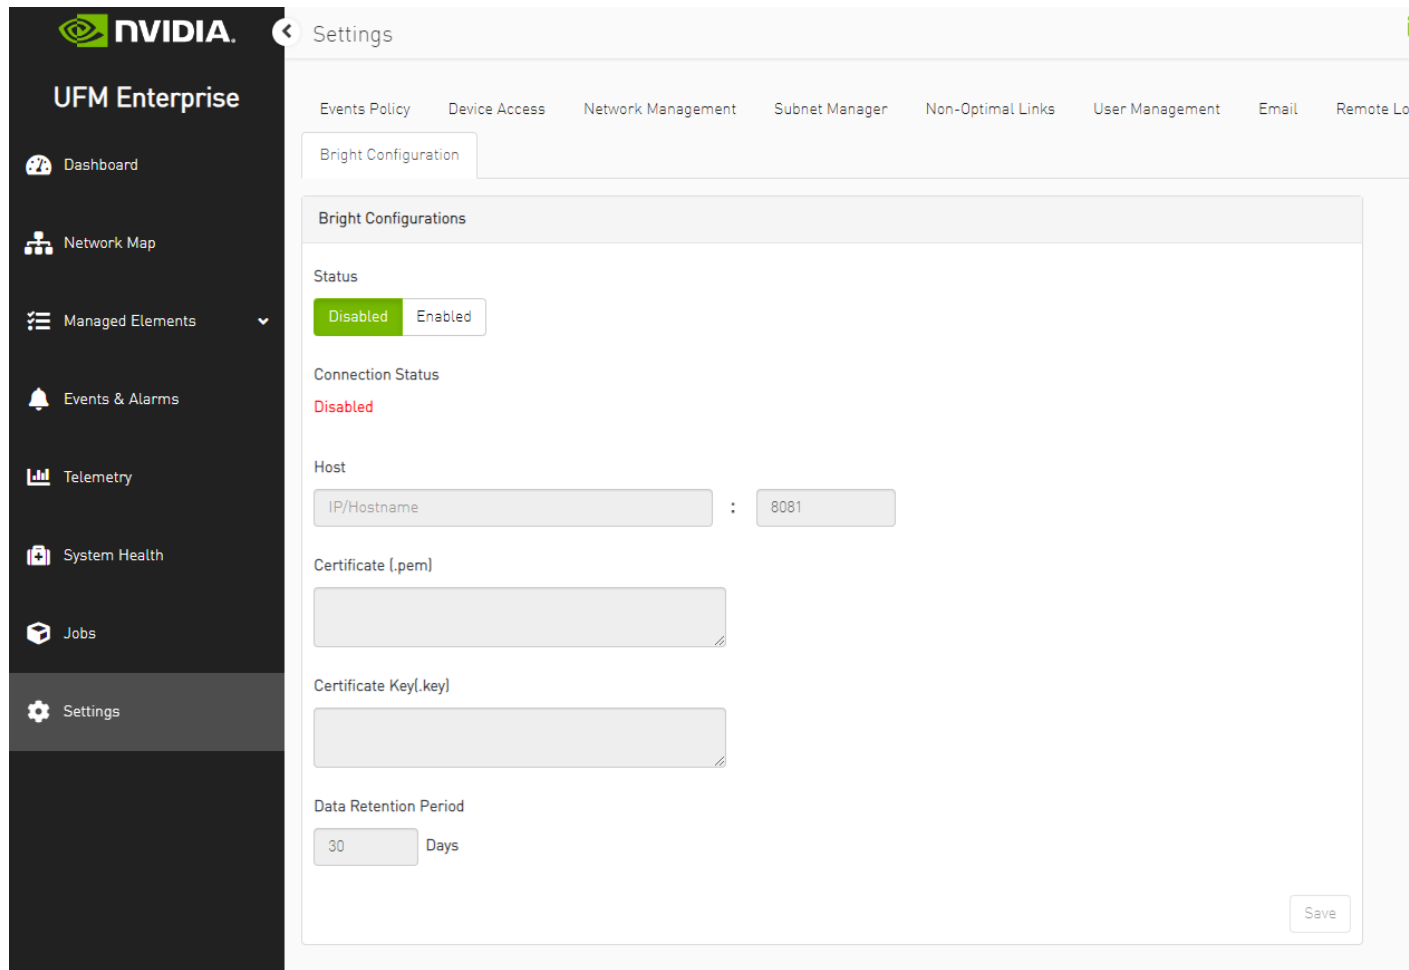 NVIDIA.
UFM Enterprise
Dashboard
Network Map
Managed Elements
Events & Alarms
Telemetry
System Health
Jobs
Settings
Settings
Events Policy Device Access Network Management Subnet Manager Non-Optimal Links User Management Email Remote Lo
Bright Configuration
Bright Configurations
Status
Disabled Enabled
Connection Status
Disabled
Host
IP/Hostname : 8081
Certificate (.pem)
Certificate Key(.key)
Data Retention Period
30 Days
Save